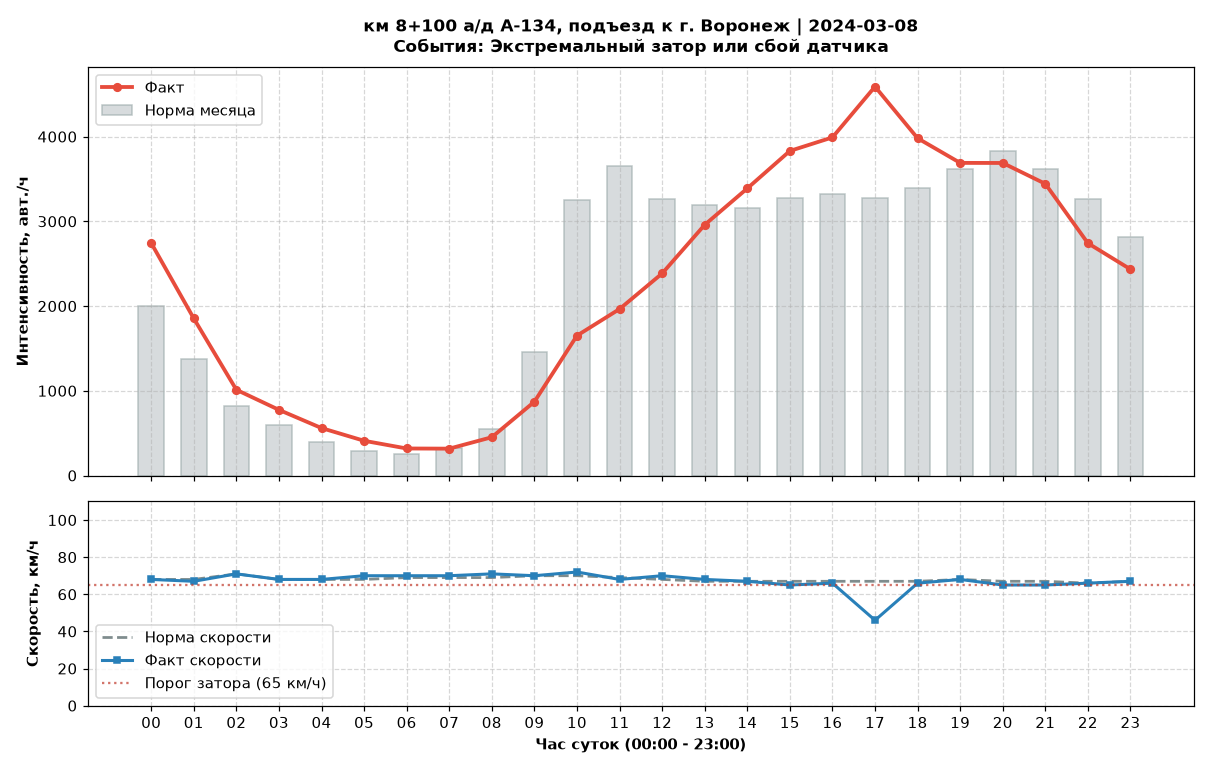 км 8+100 а/д А-134, подъезд к г. Воронеж | 2024-03-08
События: Экстремальный затор или сбой датчика
Факт
Норма месяца
Интенсивность, авт./ч
4000
3000
2000
1000
0
Скорость, км/ч
100
80
60
40
20
0
Норма скорости
Факт скорости
Порог затора (65 км/ч)
00 01 02 03 04 05 06 07 08 09 10 11 12 13 14 15 16 17 18 19 20 21 22 23
Час суток (00:00 - 23:00)